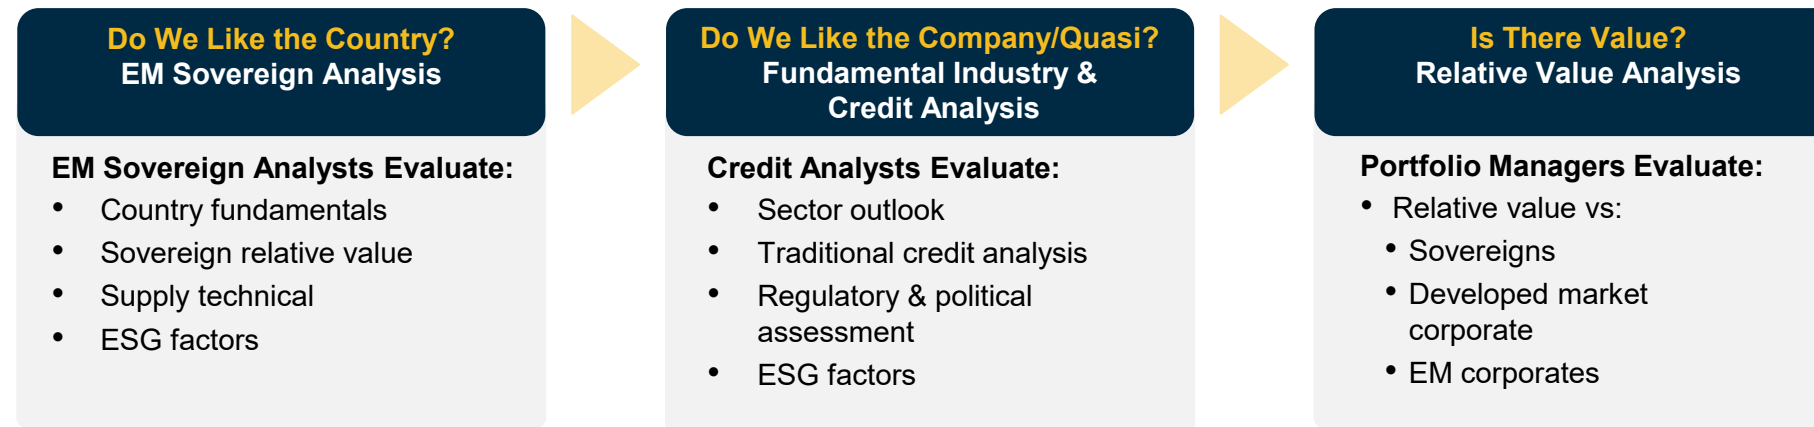 Do We Like the Country?
EM Sovereign Analysis
EM Sovereign Analysts Evaluate:
• Country fundamentals
• Sovereign relative value
• Supply technical
• ESG factors
Do We Like the Company/Quasi?
Fundamental Industry &
Credit Analysis
Credit Analysts Evaluate:
• Sector outlook
• Traditional credit analysis
• Regulatory & political
assessment
• ESG factors
Is There Value?
Relative Value Analysis
Portfolio Managers Evaluate:
• Relative value vs:
• Sovereigns
• Developed market
corporate
• EM corporates